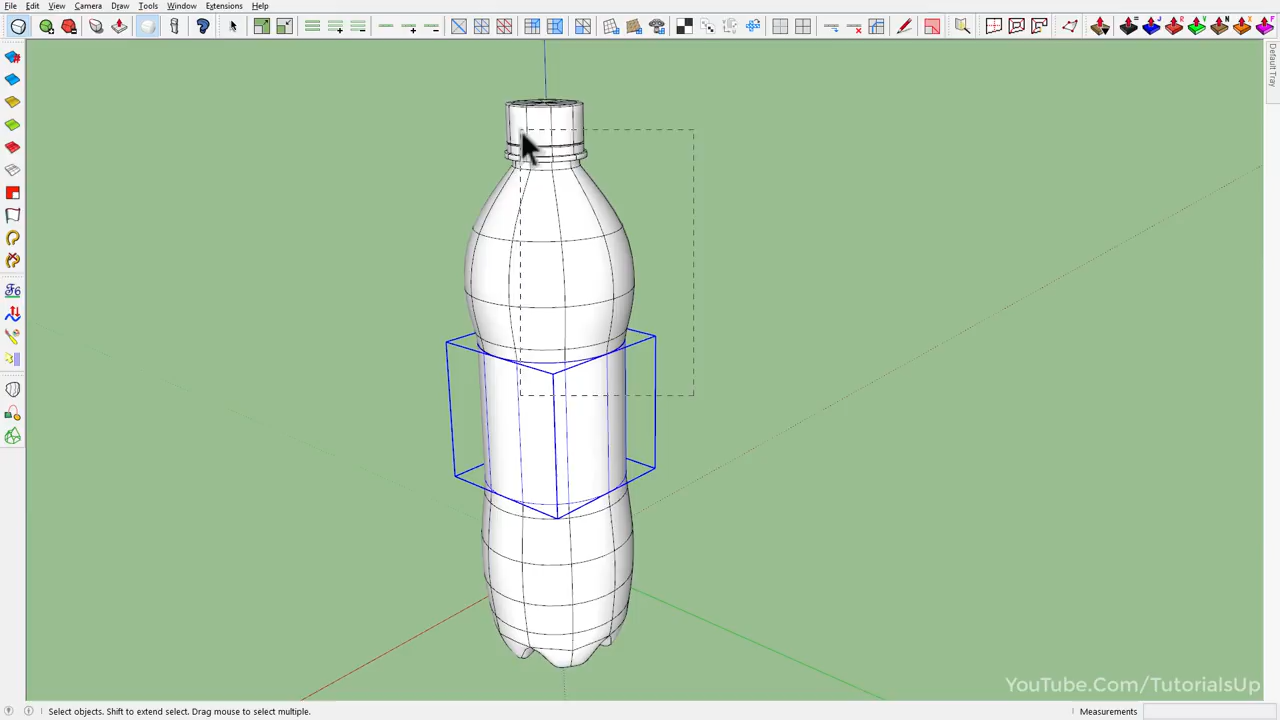 File Edit View Camera Draw Tools Window Extensions Help
Default Tray
YouTube.Com/TutorialsUp
Select objects. Shift to extend select. Drag mouse to select multiple.
Measurements